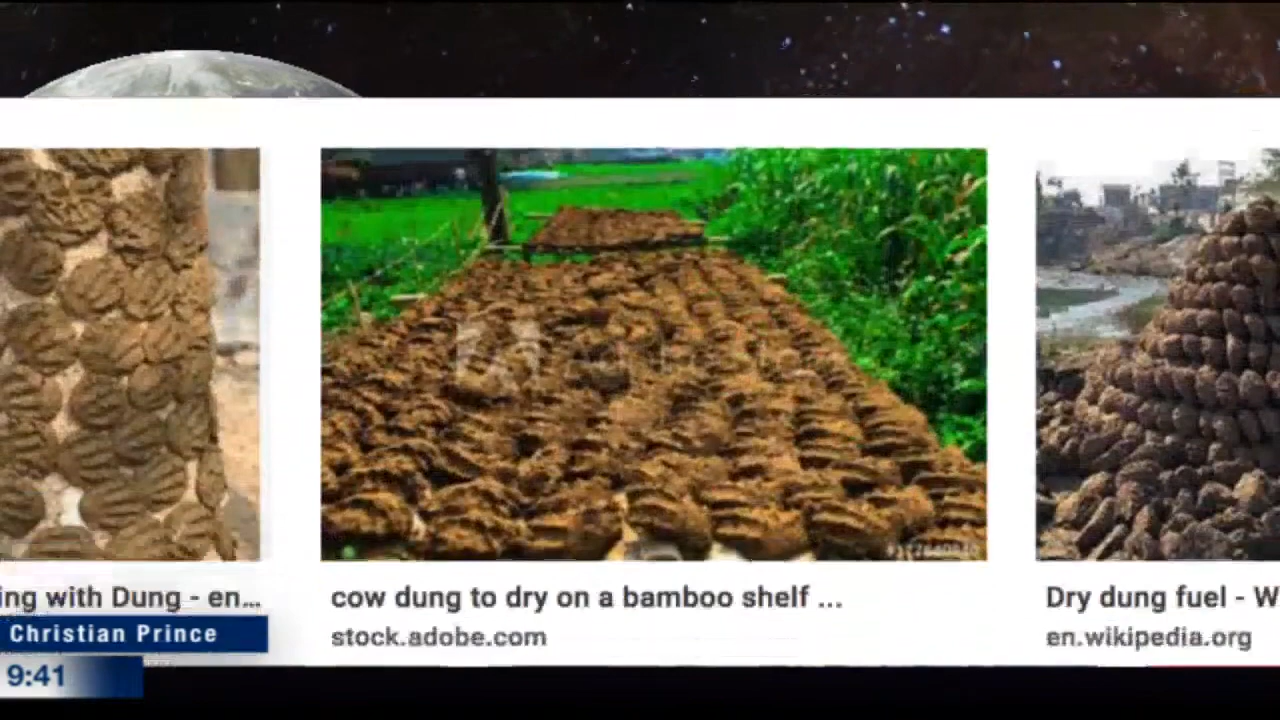 ing with Dung - en...
cow dung to dry on a bamboo shelf ...
Dry dung fuel - W
stock.adobe.com
en.wikipedia.org
Christian Prince
9:41